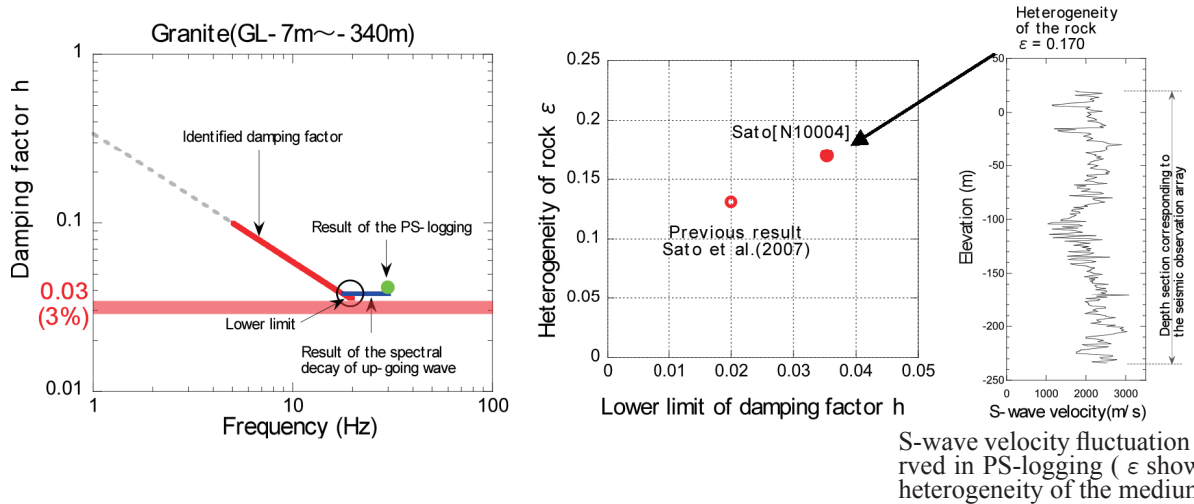 Granite(GL-7m～-340m)
Damping factor h
1
0.1
0.03
(3%)
0.01
Identified damping factor
Result of the PS-logging
Lower limit
Result of the spectral
decay of up-going wave
1
10
100
Frequency (Hz)
Heterogeneity of rock ε
0.25
0.2
0.15
0.1
0.05
0
Sato[N10004]
Previous result
Sato et al.(2007)
0
0.01
0.02
0.03
0.04
0.05
Lower limit of damping factor h
Heterogeneity
of the rock
ε = 0.170
Elevation (m)
50
0
-50
-100
-150
-200
-250
Depth section corresponding to
the seismic observation array
0
1000
2000
3000
S-wave velocity(m/s)
S-wave velocity fluctuation
rved in PS-logging ( ε show
heterogeneity of the medium